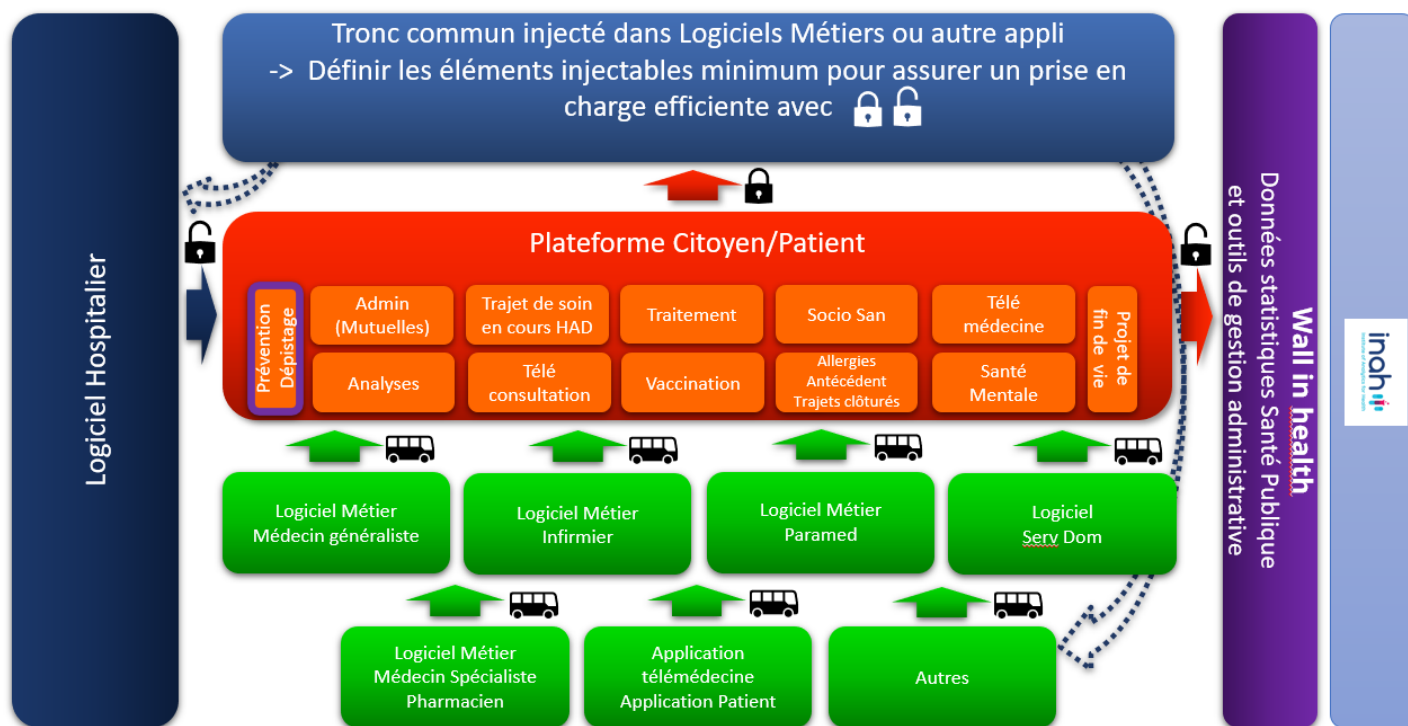 Logiciel Hospitalier
Tronc commun injecté dans Logiciels Métiers ou autre appli
-> Définir les éléments injectables minimum pour assurer un prise en
charge efficiente avec
Plateforme Citoyen/Patient
Prévention
Dépistage
Admin
(Mutuelles)
Trajet de soin
en cours HAD
Traitement
Socio San
Télé
médecine
Projet de
fin de vie
Analyses
Télé
consultation
Vaccination
Allergies
Antécédent
Trajets clôturés
Santé
Mentale
Logiciel Métier
Médecin généraliste
Logiciel Métier
Infirmier
Logiciel Métier
Paramed
Logiciel
Serv Dom
Logiciel Métier
Médecin Spécialiste
Pharmacien
Application
télémédecine
Application Patient
Autres
Wall in health
Données statistiques Santé Publique
et outils de gestion administrative
inah